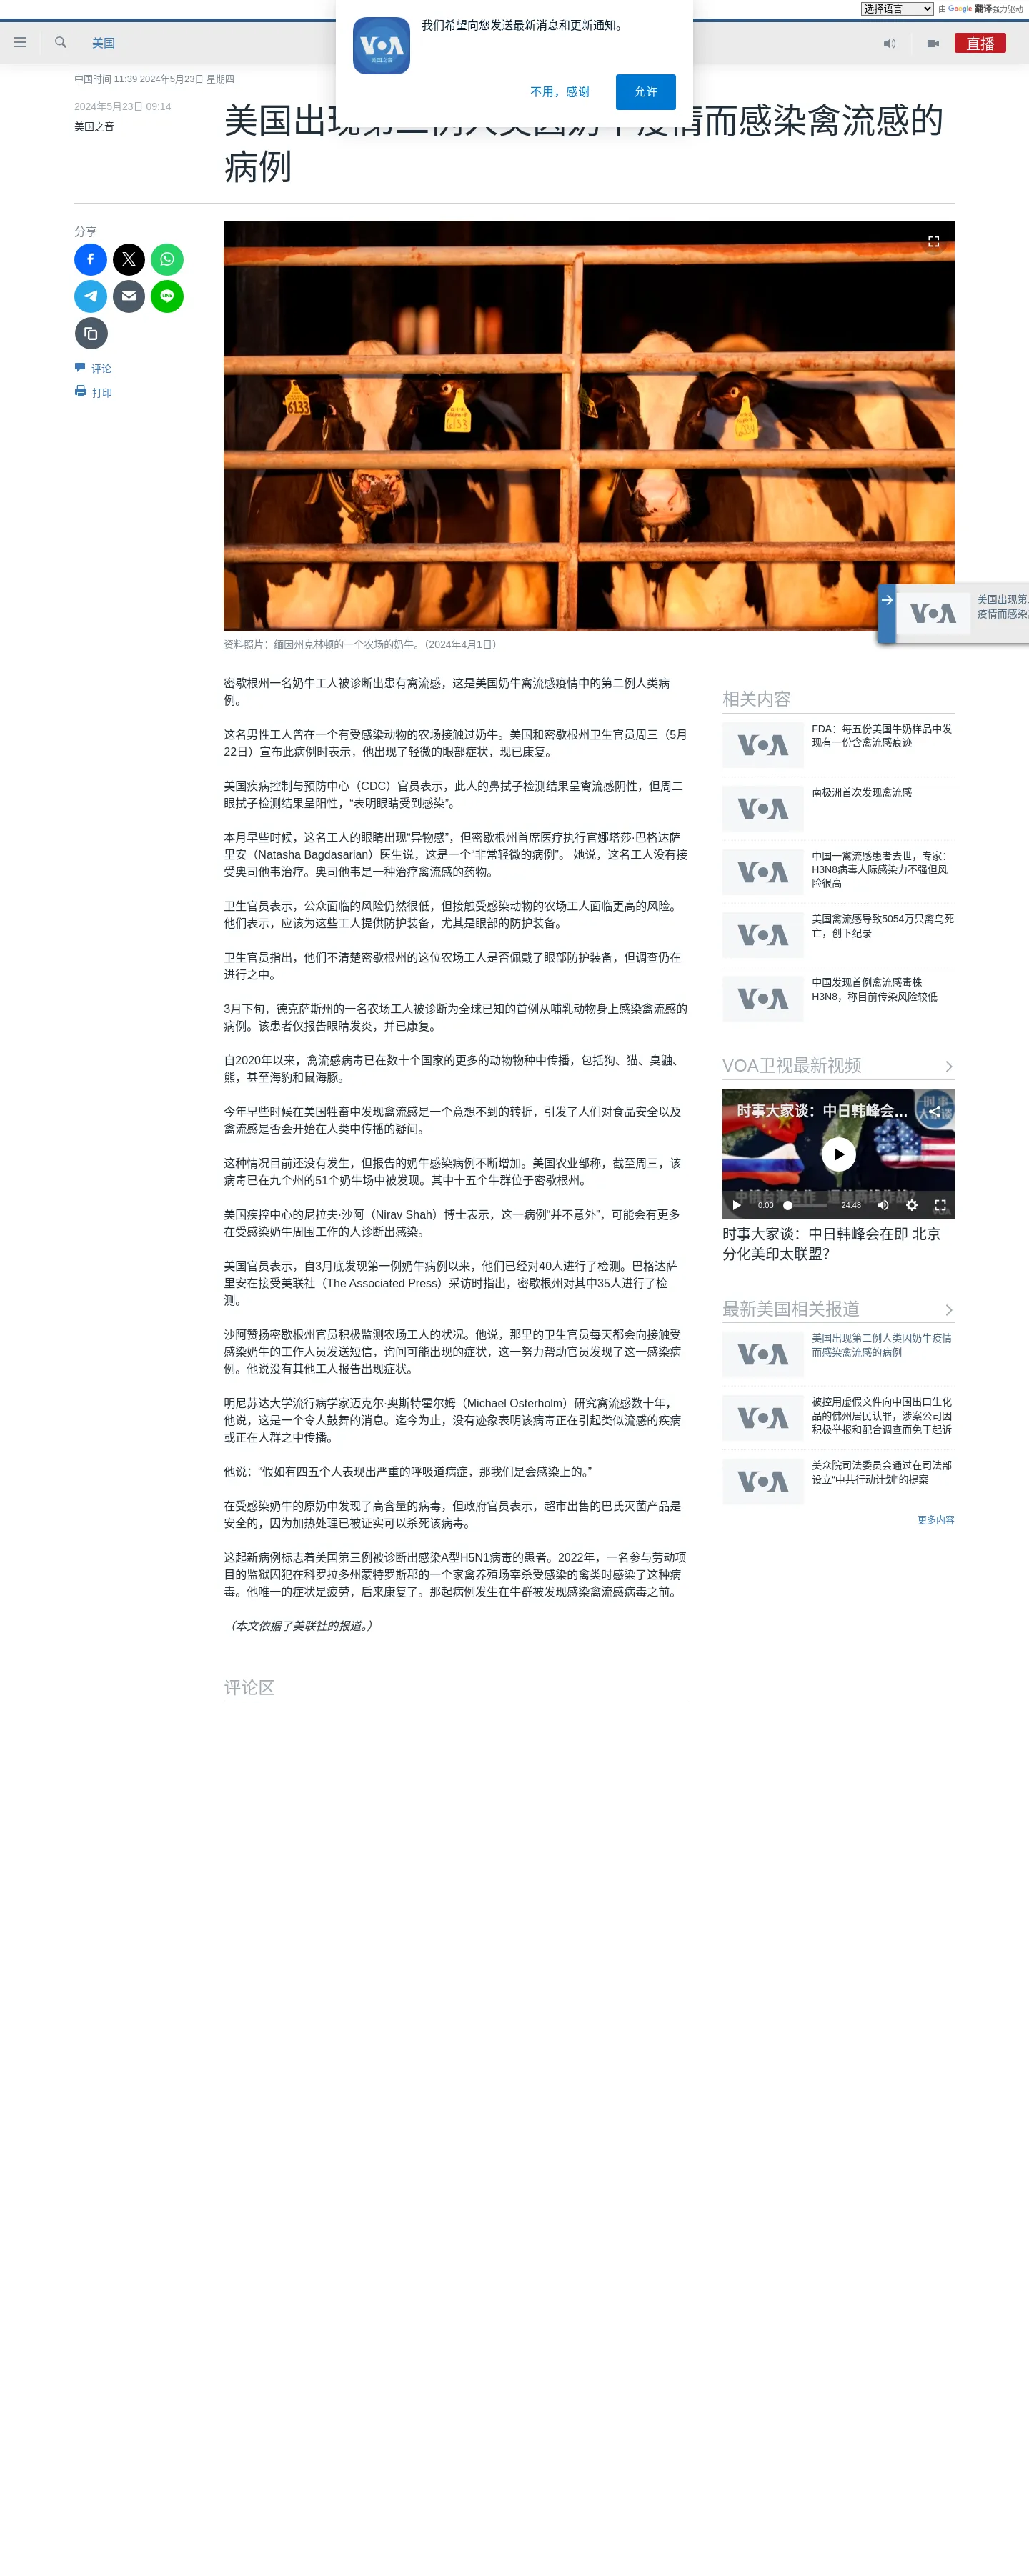 选择语言
由 Google 翻译强力驱动
我们希望向您发送最新消息和更新通知。
VOA
美国之音
不用，感谢
允许
美国
直播
中国时间 11:39 2024年5月23日 星期四
2024年5月23日 09:14
美国之音
美国出现第二例人类因奶牛疫情而感染禽流感的
病例
分享
评论
打印
6133
6133
6134
资料照片：缅因州克林顿的一个农场的奶牛。（2024年4月1日）
美国出现第二
疫情而感染禽
密歇根州一名奶牛工人被诊断出患有禽流感，这是美国奶牛禽流感疫情中的第二例人类病
例。
这名男性工人曾在一个有受感染动物的农场接触过奶牛。美国和密歇根州卫生官员周三（5月
22日）宣布此病例时表示，他出现了轻微的眼部症状，现已康复。
美国疾病控制与预防中心（CDC）官员表示，此人的鼻拭子检测结果呈禽流感阴性，但周二
眼拭子检测结果呈阳性，“表明眼睛受到感染”。
本月早些时候，这名工人的眼睛出现“异物感”，但密歇根州首席医疗执行官娜塔莎·巴格达萨
里安（Natasha Bagdasarian）医生说，这是一个“非常轻微的病例”。 她说，这名工人没有接
受奥司他韦治疗。奥司他韦是一种治疗禽流感的药物。
卫生官员表示，公众面临的风险仍然很低，但接触受感染动物的农场工人面临更高的风险。
他们表示，应该为这些工人提供防护装备，尤其是眼部的防护装备。
卫生官员指出，他们不清楚密歇根州的这位农场工人是否佩戴了眼部防护装备，但调查仍在
进行之中。
3月下旬，德克萨斯州的一名农场工人被诊断为全球已知的首例从哺乳动物身上感染禽流感的
病例。该患者仅报告眼睛发炎，并已康复。
自2020年以来，禽流感病毒已在数十个国家的更多的动物物种中传播，包括狗、猫、臭鼬、
熊，甚至海豹和鼠海豚。
今年早些时候在美国牲畜中发现禽流感是一个意想不到的转折，引发了人们对食品安全以及
禽流感是否会开始在人类中传播的疑问。
这种情况目前还没有发生，但报告的奶牛感染病例不断增加。美国农业部称，截至周三，该
病毒已在九个州的51个奶牛场中被发现。其中十五个牛群位于密歇根州。
美国疾控中心的尼拉夫·沙阿（Nirav Shah）博士表示，这一病例“并不意外”，可能会有更多
在受感染奶牛周围工作的人诊断出感染。
美国官员表示，自3月底发现第一例奶牛病例以来，他们已经对40人进行了检测。巴格达萨
里安在接受美联社（The Associated Press）采访时指出，密歇根州对其中35人进行了检
测。
沙阿赞扬密歇根州官员积极监测农场工人的状况。他说，那里的卫生官员每天都会向接触受
感染奶牛的工作人员发送短信，询问可能出现的症状，这一努力帮助官员发现了这一感染病
例。他说没有其他工人报告出现症状。
明尼苏达大学流行病学家迈克尔·奥斯特霍尔姆（Michael Osterholm）研究禽流感数十年，
他说，这是一个令人鼓舞的消息。迄今为止，没有迹象表明该病毒正在引起类似流感的疾病
或正在人群之中传播。
他说：“假如有四五个人表现出严重的呼吸道病症，那我们是会感染上的。”
在受感染奶牛的原奶中发现了高含量的病毒，但政府官员表示，超市出售的巴氏灭菌产品是
安全的，因为加热处理已被证实可以杀死该病毒。
这起新病例标志着美国第三例被诊断出感染A型H5N1病毒的患者。2022年，一名参与劳动项
目的监狱囚犯在科罗拉多州蒙特罗斯郡的一个家禽养殖场宰杀受感染的禽类时感染了这种病
毒。他唯一的症状是疲劳，后来康复了。那起病例发生在牛群被发现感染禽流感病毒之前。
（本文依据了美联社的报道。）
评论区
相关内容
FDA：每五份美国牛奶样品中发
现有一份含禽流感痕迹
南极洲首次发现禽流感
中国一禽流感患者去世，专家：
H3N8病毒人际感染力不强但风
险很高
美国禽流感导致5054万只禽鸟死
亡，创下纪录
中国发现首例禽流感毒株
H3N8，称目前传染风险较低
VOA卫视最新视频
时事大家谈：中日韩峰会…
0:00
24:48
时事大家谈：中日韩峰会在即 北京
分化美印太联盟？
最新美国相关报道
美国出现第二例人类因奶牛疫情
而感染禽流感的病例
被控用虚假文件向中国出口生化
品的佛州居民认罪，涉案公司因
积极举报和配合调查而免于起诉
美众院司法委员会通过在司法部
设立“中共行动计划”的提案
更多内容